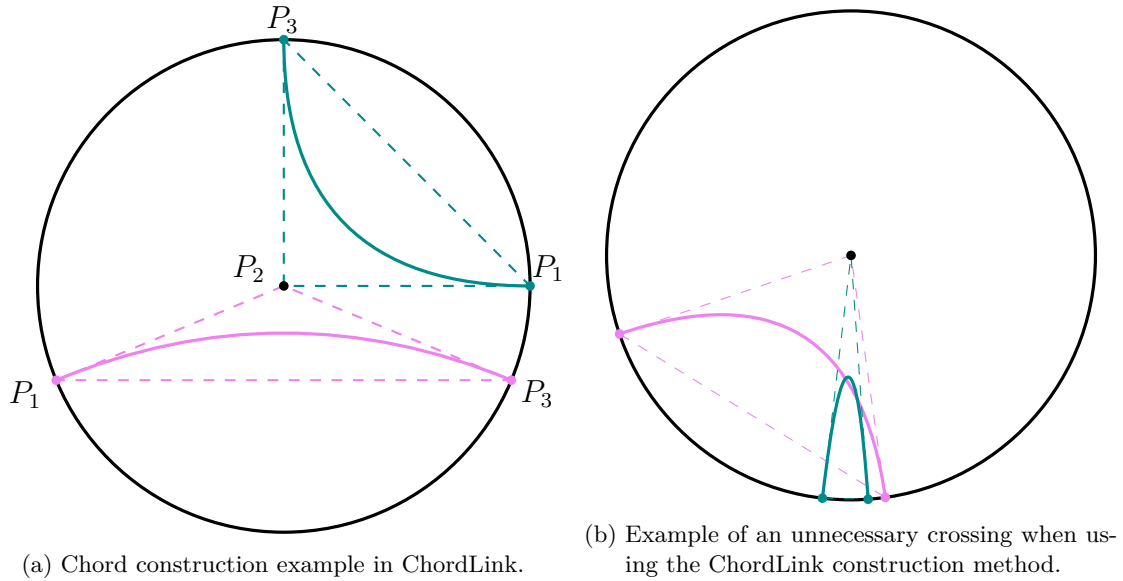 P3
P2
P1
P1
P3
(a) Chord construction example in ChordLink.
(b) Example of an unnecessary crossing when us-
ing the ChordLink construction method.